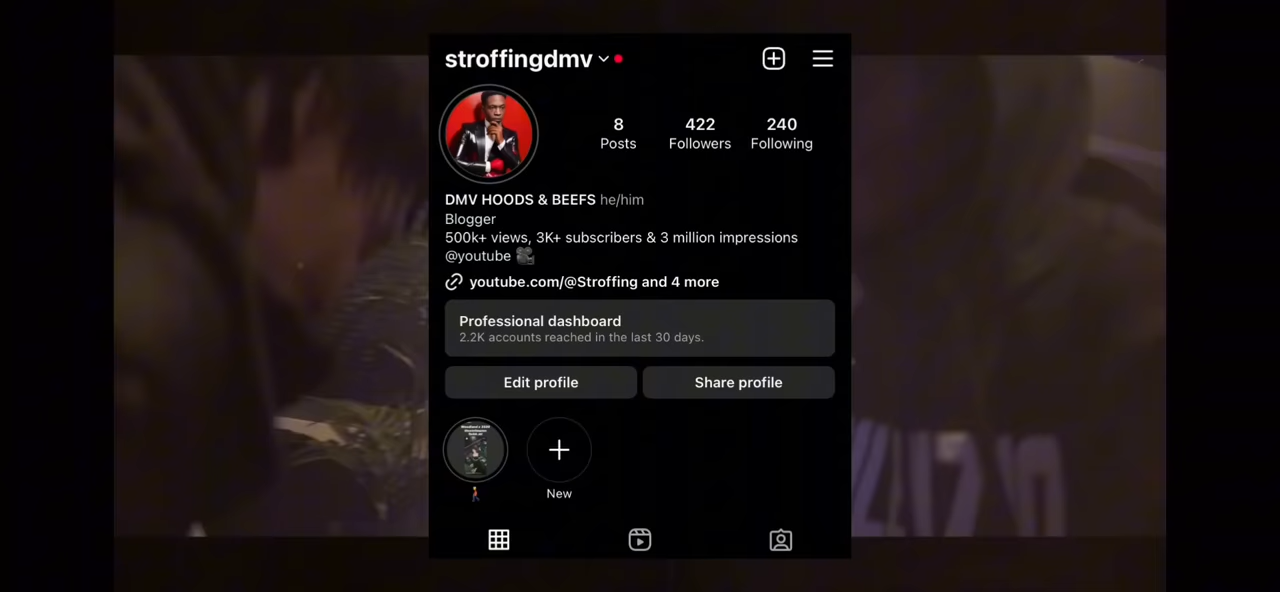 stroffingdmv
8 422 240
Posts Followers Following
DMV HOODS & BEEFS he/him
Blogger
500k+ views, 3K+ subscribers & 3 million impressions
@youtube 🎥
youtube.com/@Stroffing and 4 more
Professional dashboard
2.2K accounts reached in the last 30 days.
Edit profile Share profile
🚶
New